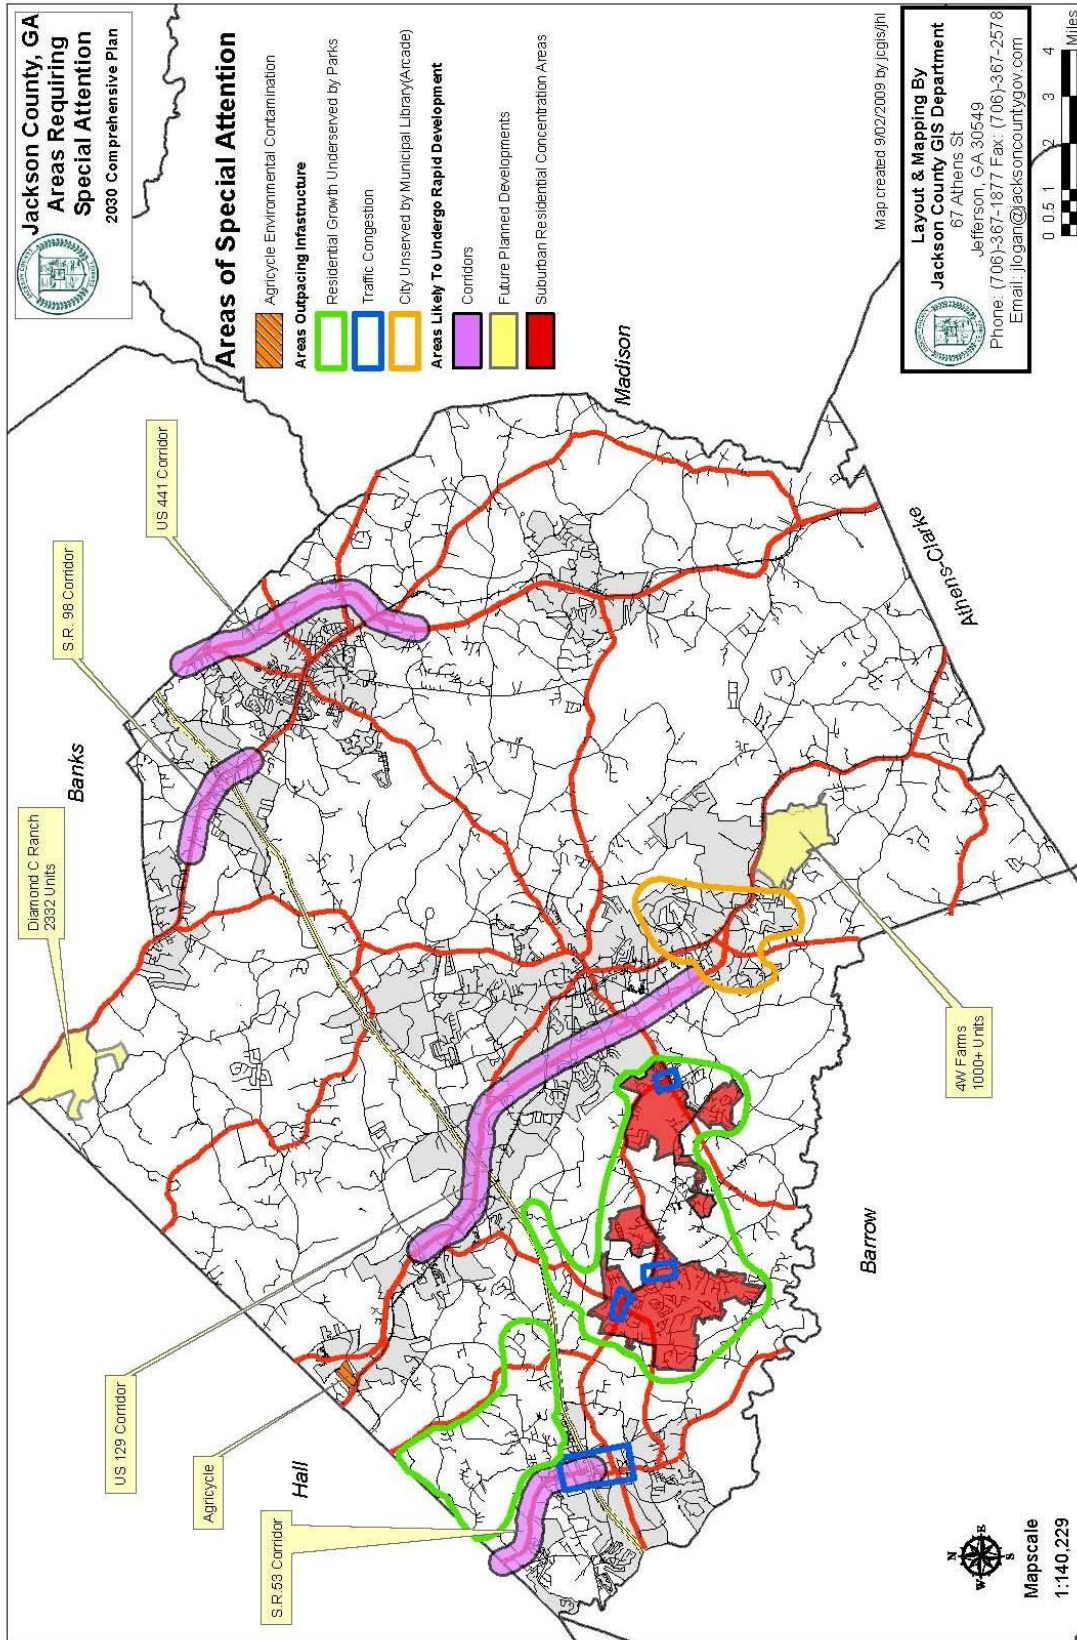 Jackson County, GA
Areas Requiring
Special Attention
2030 Comprehensive Plan
Areas of Special Attention
Agricycle Environmental Contamination
Areas Outpacing Infastructure
Residential Growth Underserved by Parks
Traffic Congestion
City Unserved by Municipal Library(Arcade)
Areas Likely To Undergo Rapid Development
Corridors
Future Planned Developments
Suburban Residential Concentration Areas
US 441 Corridor
S.R. 98 Corridor
Banks
Diamond C Ranch
2332 Units
Madison
Athens-Clarke
US 129 Corridor
Agricycle
Hall
S.R.53 Corridor
Barrow
4W Farms
1000+ Units
N
W
E
S
Mapscale
1:140,229
Map created 9/02/2009 by jcgis/jhl
Layout & Mapping By
Jackson County GIS Department
67 Athens St
Jefferson, GA 30549
Phone: (706)-367-1877 Fax: (706)-367-2578
Email: jlogan@jacksoncountygov.com
0 0.5 1 2 3 4
Miles